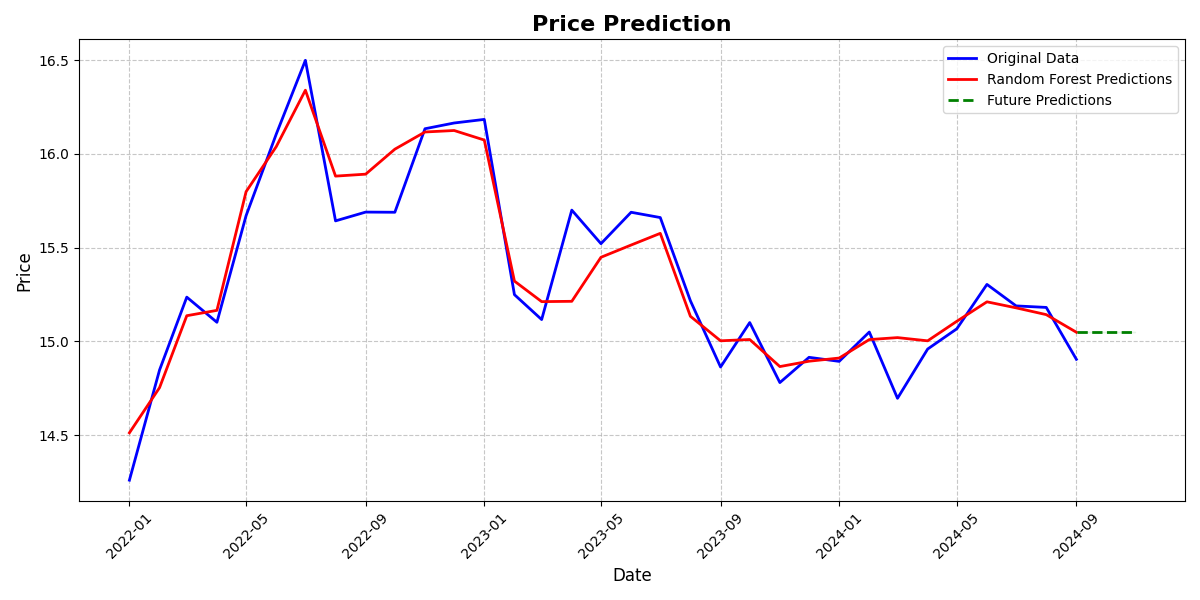 Price Prediction
Original Data
Random Forest Predictions
Future Predictions
Price
16.5
16.0
15.5
15.0
14.5
2022-01
2022-05
2022-09
2023-01
2023-05
2023-09
2024-01
2024-05
2024-09
Date